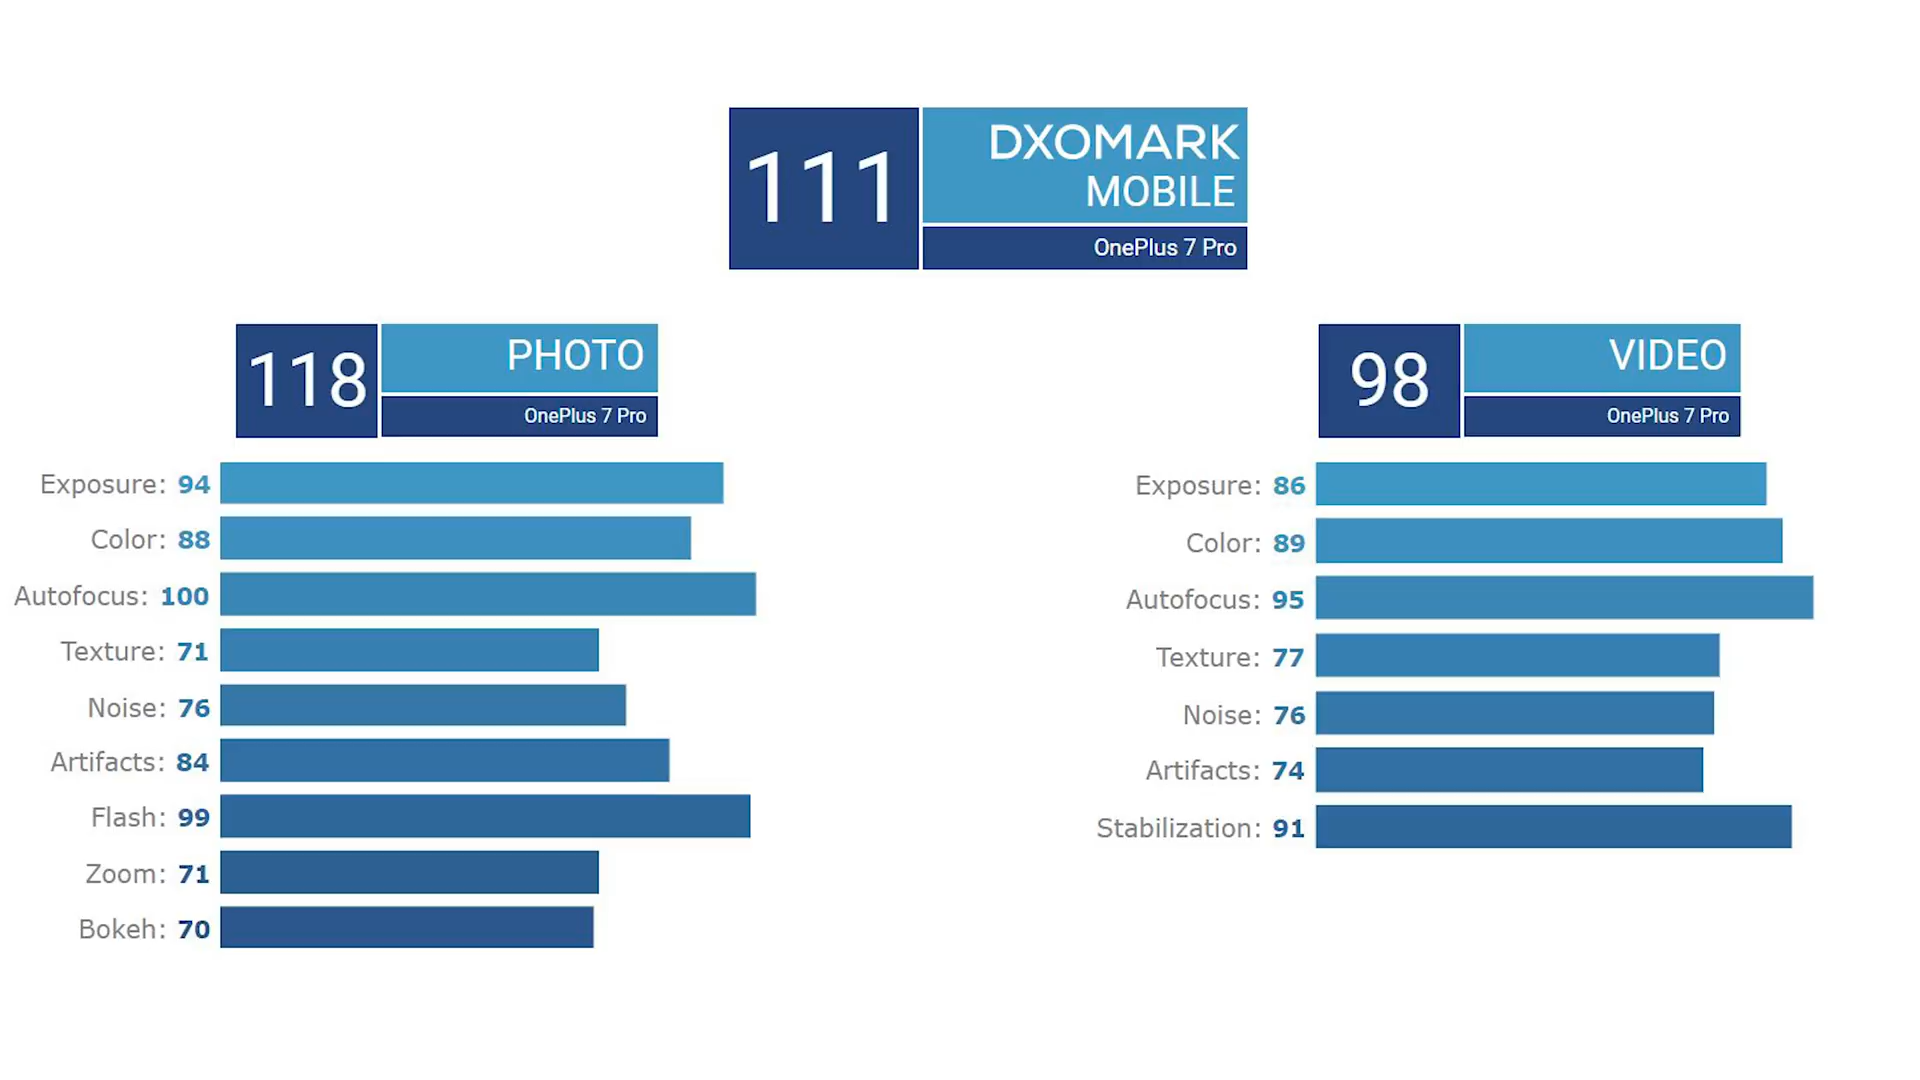 111
DXOMARK
MOBILE
OnePlus 7 Pro
118
PHOTO
OnePlus 7 Pro
Exposure: 94
Color: 88
Autofocus: 100
Texture: 71
Noise: 76
Artifacts: 84
Flash: 99
Zoom: 71
Bokeh: 70
98
VIDEO
OnePlus 7 Pro
Exposure: 86
Color: 89
Autofocus: 95
Texture: 77
Noise: 76
Artifacts: 74
Stabilization: 91